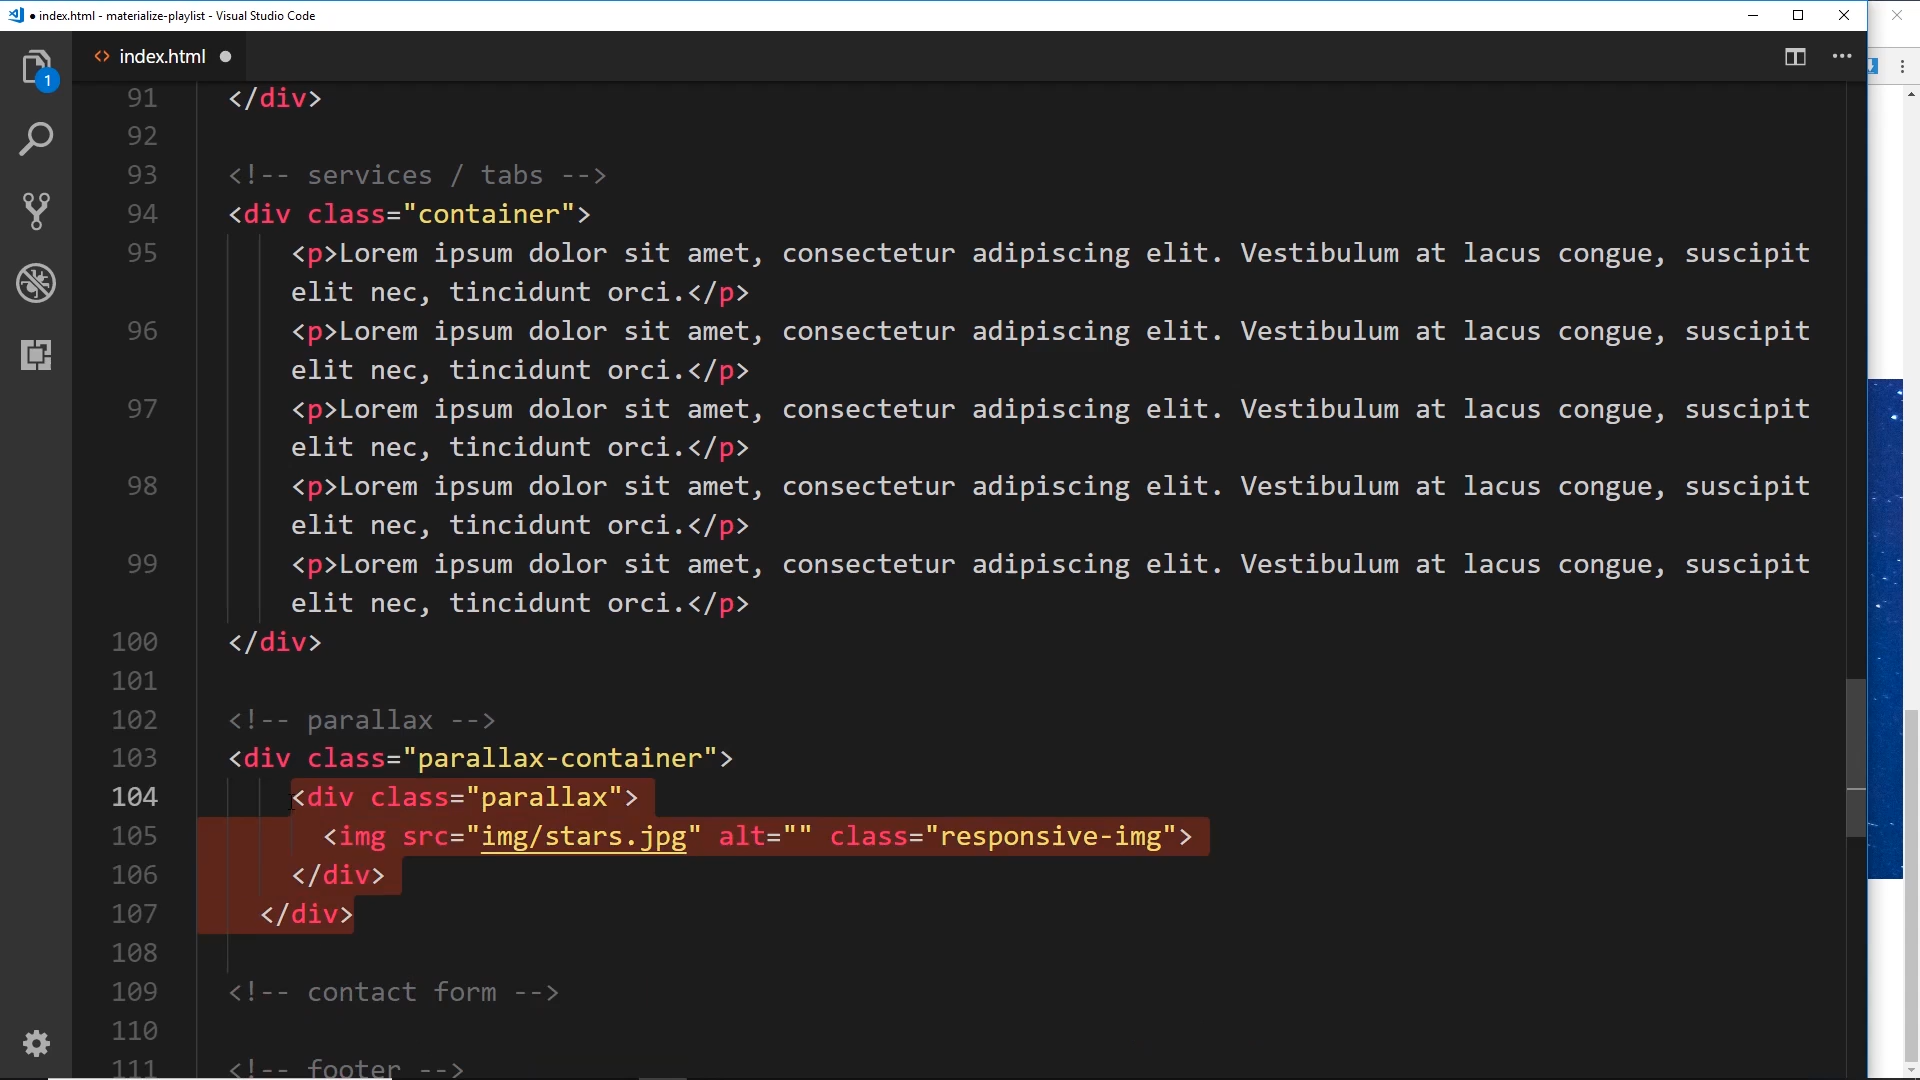 ● index.html - materialize-playlist - Visual Studio Code
<> index.html ●
1
91 </div>
92
93 <!-- services / tabs -->
94 <div class="container">
95 <p>Lorem ipsum dolor sit amet, consectetur adipiscing elit. Vestibulum at lacus congue, suscipit
elit nec, tincidunt orci.</p>
96 <p>Lorem ipsum dolor sit amet, consectetur adipiscing elit. Vestibulum at lacus congue, suscipit
elit nec, tincidunt orci.</p>
97 <p>Lorem ipsum dolor sit amet, consectetur adipiscing elit. Vestibulum at lacus congue, suscipit
elit nec, tincidunt orci.</p>
98 <p>Lorem ipsum dolor sit amet, consectetur adipiscing elit. Vestibulum at lacus congue, suscipit
elit nec, tincidunt orci.</p>
99 <p>Lorem ipsum dolor sit amet, consectetur adipiscing elit. Vestibulum at lacus congue, suscipit
elit nec, tincidunt orci.</p>
100 </div>
101
102 <!-- parallax -->
103 <div class="parallax-container">
104 <div class="parallax">
105 <img src="img/stars.jpg" alt="" class="responsive-img">
106 </div>
107 </div>
108
109 <!-- contact form -->
110
111 <!-- footer -->